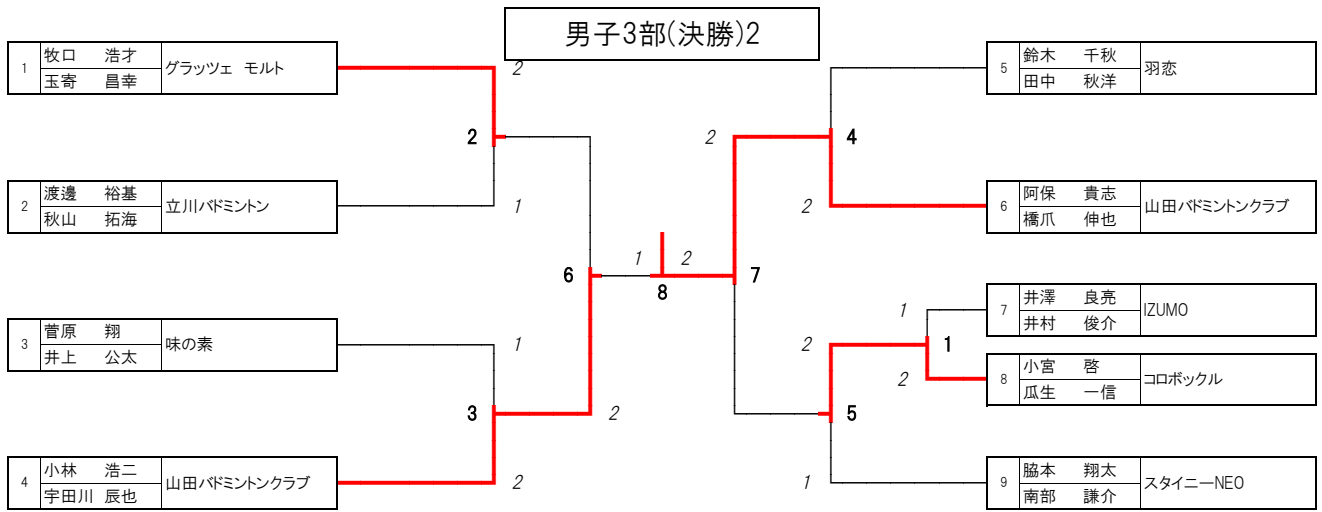 男子3部(決勝)2
1
牧口 浩才
玉寄 昌幸
グラッツェ モルト
2
渡邊 裕基
秋山 拓海
立川バドミントン
3
菅原 翔
井上 公太
味の素
4
小林 浩二
宇田川 辰也
山田バドミントンクラブ
2
2
1
1
3
2
6
2
1
8
2
7
2
4
2
2
1
1
2
5
1
5
鈴木 千秋
田中 秋洋
羽恋
6
阿保 貴志
橋爪 伸也
山田バドミントンクラブ
7
井澤 良亮
井村 俊介
IZUMO
8
小宮 啓
瓜生 一信
コロボックル
9
脇本 翔太
南部 謙介
スタイニーNEO